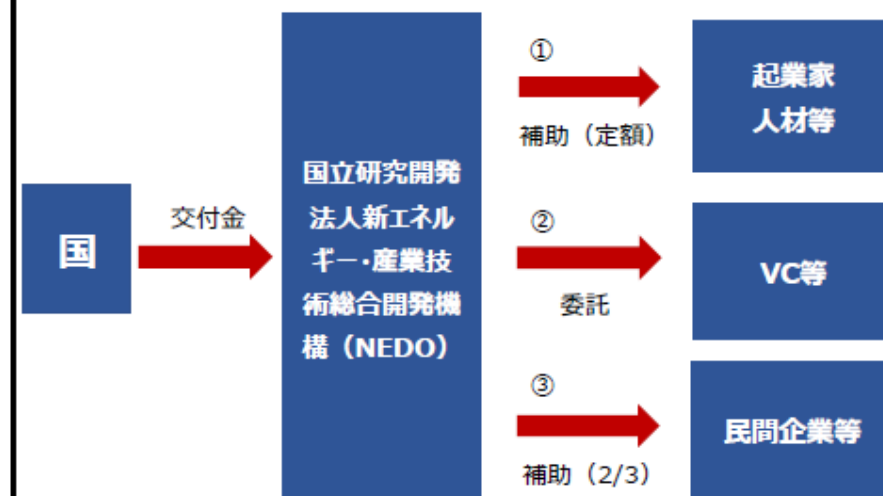 国
交付金
国立研究開発
法人新エネル
ギー・産業技
術総合開発機
構（NEDO）
①
補助（定額）
起業家
人材等
②
委託
VC等
③
補助（2/3）
民間企業等